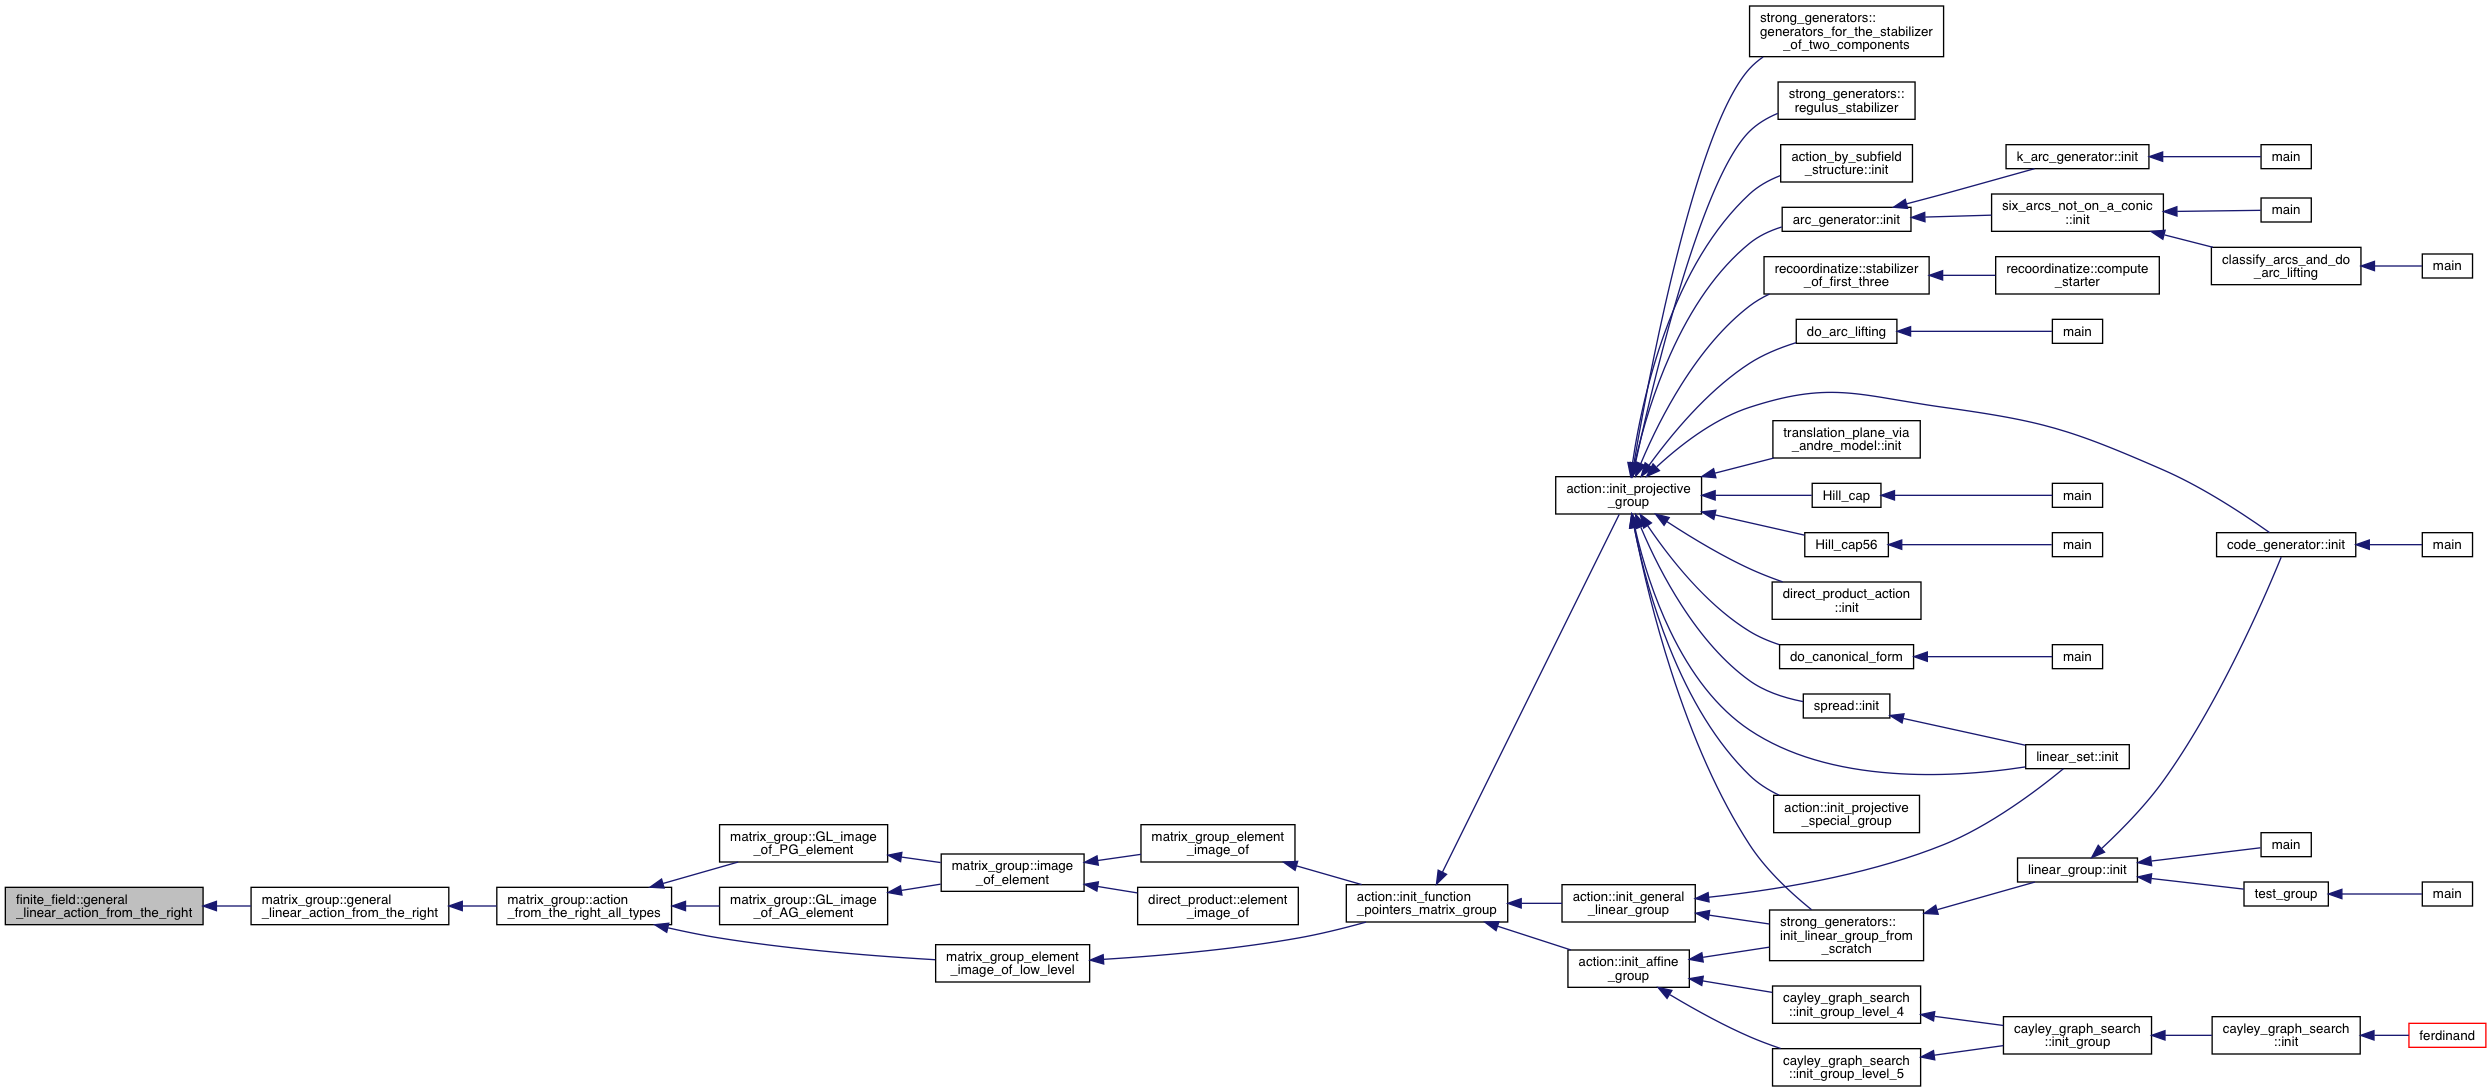 strong_generators::
generators_for_the_stabilizer
_of_two_components
strong_generators::
regulus_stabilizer
action_by_subfield
_structure::init
k_arc_generator::init
main
arc_generator::init
six_arcs_not_on_a_conic
::init
main
classify_arcs_and_do
_arc_lifting
main
recoordinatize::stabilizer
_of_first_three
recoordinatize::compute
_starter
do_arc_lifting
main
translation_plane_via
_andre_model::init
action::init_projective
_group
Hill_cap
main
Hill_cap56
main
code_generator::init
main
direct_product_action
::init
do_canonical_form
main
spread::init
linear_set::init
action::init_projective
_special_group
main
linear_group::init
test_group
main
matrix_group::GL_image
_of_PG_element
matrix_group_element
_image_of
matrix_group::image
_of_element
finite_field::general
_linear_action_from_the_right
matrix_group::general
_linear_action_from_the_right
matrix_group::action
_from_the_right_all_types
matrix_group::GL_image
_of_AG_element
direct_product::element
_image_of
action::init_function
_pointers_matrix_group
action::init_general
_linear_group
strong_generators::
init_linear_group_from
_scratch
matrix_group_element
_image_of_low_level
action::init_affine
_group
cayley_graph_search
::init_group_level_4
cayley_graph_search
::init_group
cayley_graph_search
::init
ferdinand
cayley_graph_search
::init_group_level_5